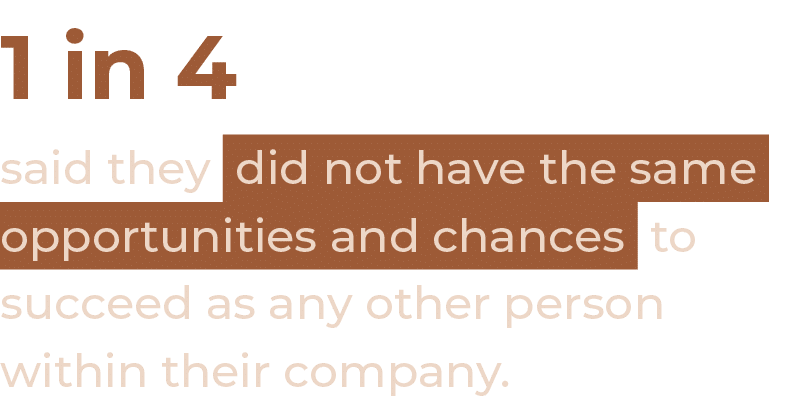 1 in 4
said they did not have the same
opportunities and chances to
succeed as any other person
within their company.